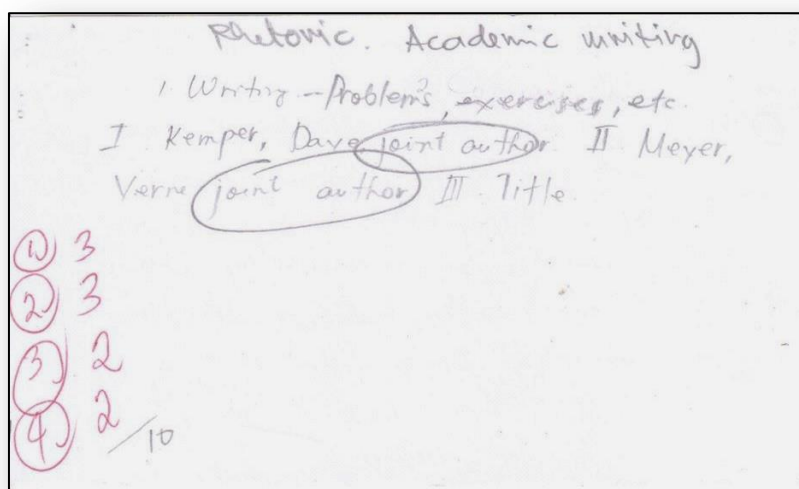 Rhetoric. Academic writing
1. Writing - Problems, exercises, etc.
I Kemper, Dave joint author. II Meyer,
Verne joint author III Title.
1 3
2 3
3 2
4 2
/10